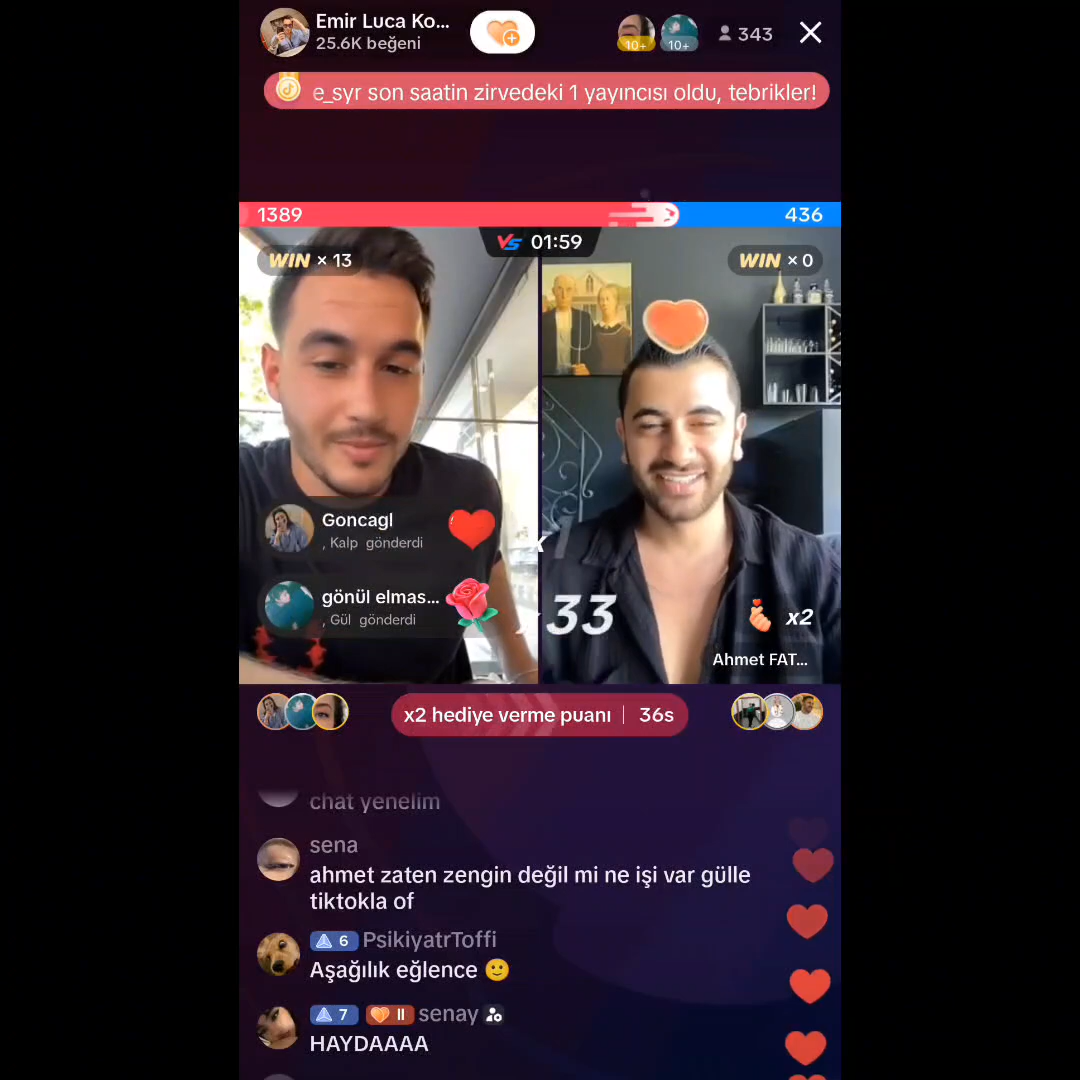 Emir Luca Ko...
25.6K beğeni
10+
10+
343
e_syr son saatin zirvedeki 1 yayıncısı oldu, tebrikler!
1389
436
VS 01:59
WIN × 13
WIN × 0
Goncagl
, Kalp gönderdi
gönül elmas...
, Gül gönderdi
x
33
x2
Ahmet FAT...
x2 hediye verme puanı | 36s
chat yenelim
sena
ahmet zaten zengin değil mi ne işi var gülle
tiktokla of
6 PsikiyatrToffi
Aşağılık eğlence 🙂
7 II senay
HAYDAAAA